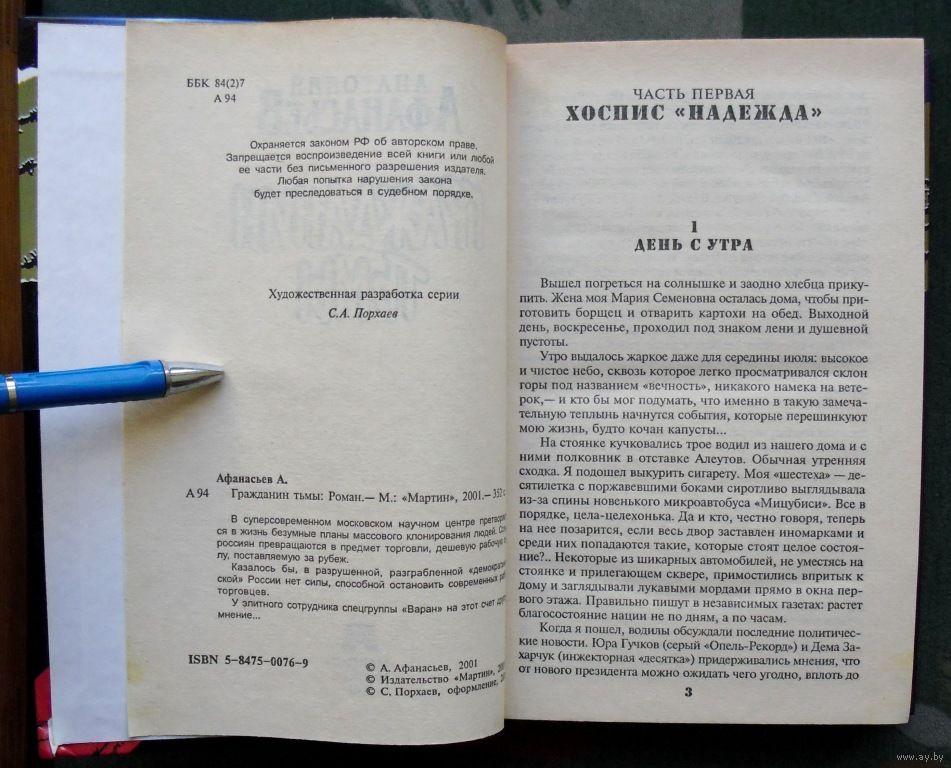 ББК 84(2)7
А 94
Охраняется законом РФ об авторском праве.
Запрещается воспроизведение всей книги или любой
ее части без письменного разрешения издателя.
Любая попытка нарушения закона
будет преследоваться в судебном порядке.
Художественная разработка серии
С.А. Порхаев
Афанасьев А.
А 94 Гражданин тьмы: Роман.— М.: «Мартин», 2001.— 352 с
В суперсовременном московском научном центре претворя
ся в жизнь безумные планы массового клонирования людей.
россиян превращаются в предмет торговли, дешевую рабочую
лу, поставляемую за рубеж.
Казалось бы, в разрушенной, разграбленной «демократи
ской» России нет силы, способной остановить современных
торговцев.
У элитного сотрудника спецгруппы «Варан» на этот счет
мнение...
ISBN 5-8475-0076-9
© А. Афанасьев, 2001
© Издательство «Мартин»,
© С. Порхаев, оформление,
ЧАСТЬ ПЕРВАЯ
ХОСПИС «НАДЕЖДА»
1
ДЕНЬ С УТРА
Вышел погреться на солнышке и заодно хлебца прику-
пить. Жена моя Мария Семеновна осталась дома, чтобы при-
готовить борщец и отварить картохи на обед. Выходной
день, воскресенье, проходил под знаком лени и душевной
пустоты.
Утро выдалось жаркое даже для середины июля: высокое
и чистое небо, сквозь которое легко просматривался склон
горы под названием «вечность», никакого намека на вете-
рок,— и кто бы мог подумать, что именно в такую замеча-
тельную теплынь начнутся события, которые перешинкуют
мою жизнь, будто кочан капусты...
На стоянке кучковались трое водил из нашего дома и с
ними полковник в отставке Алеутов. Обычная утренняя
сходка. Я подошел выкурить сигарету. Моя «шестеха» — де-
сятилетка с поржавевшими боками сиротливо выглядывала
из-за спины новенького микроавтобуса «Мицубиси». Все в
порядке, цела-целехонька. Да и кто, честно говоря, теперь
на нее позарится, если весь двор заставлен иномарками и
среди них попадаются такие, которые стоят целое состоя-
ние?.. Некоторые из шикарных автомобилей, не уместясь на
стоянке и прилегающем сквере, примостились впритык к
дому и заглядывали лукавыми мордами прямо в окна пер-
вого этажа. Правильно пишут в независимых газетах: растет
благосостояние нации не по дням, а по часам.
Когда я пошел, водилы обсуждали последние политичес-
кие новости. Юра Гучков (серый «Опель-Рекорд») и Дема За-
харчук (инжекторная «десятка») придерживались мнения, что
от нового президента можно ожидать чего угодно, вплоть до
3
www.ay.by